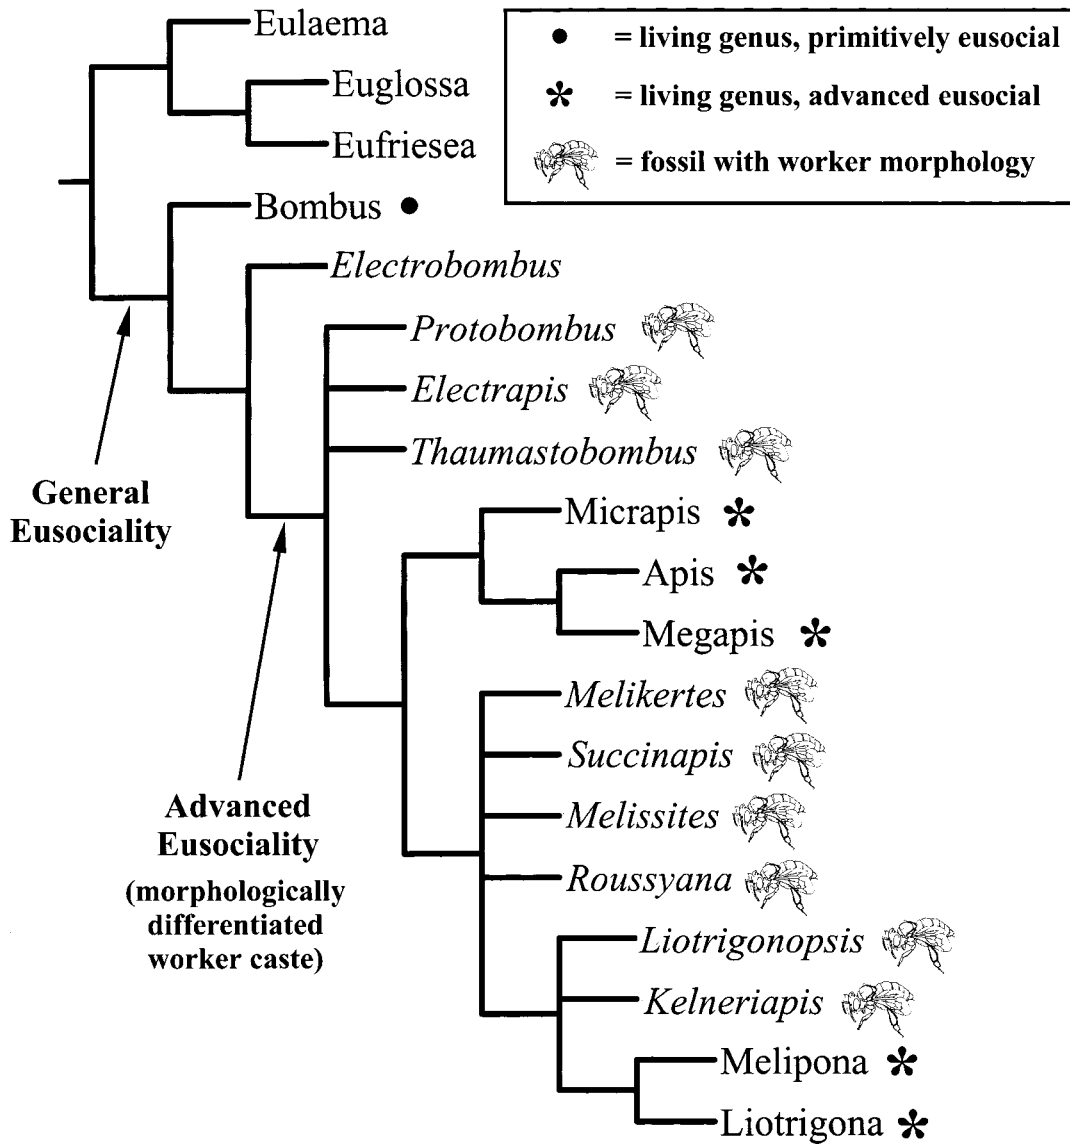 Eulaema
Euglossa
Eufriesea
Bombus ●
Electrobombus
Protobombus
Electrapis
Thaumastobombus
Micrapis *
Apis *
Megapis *
Melikertes
Succinapis
Melissites
Roussyana
Liotrigonopsis
Kelneriapis
Melipona *
Liotrigona *
● = living genus, primitively eusocial
* = living genus, advanced eusocial
= fossil with worker morphology
General
Eusociality
Advanced
Eusociality
(morphologically
differentiated
worker caste)